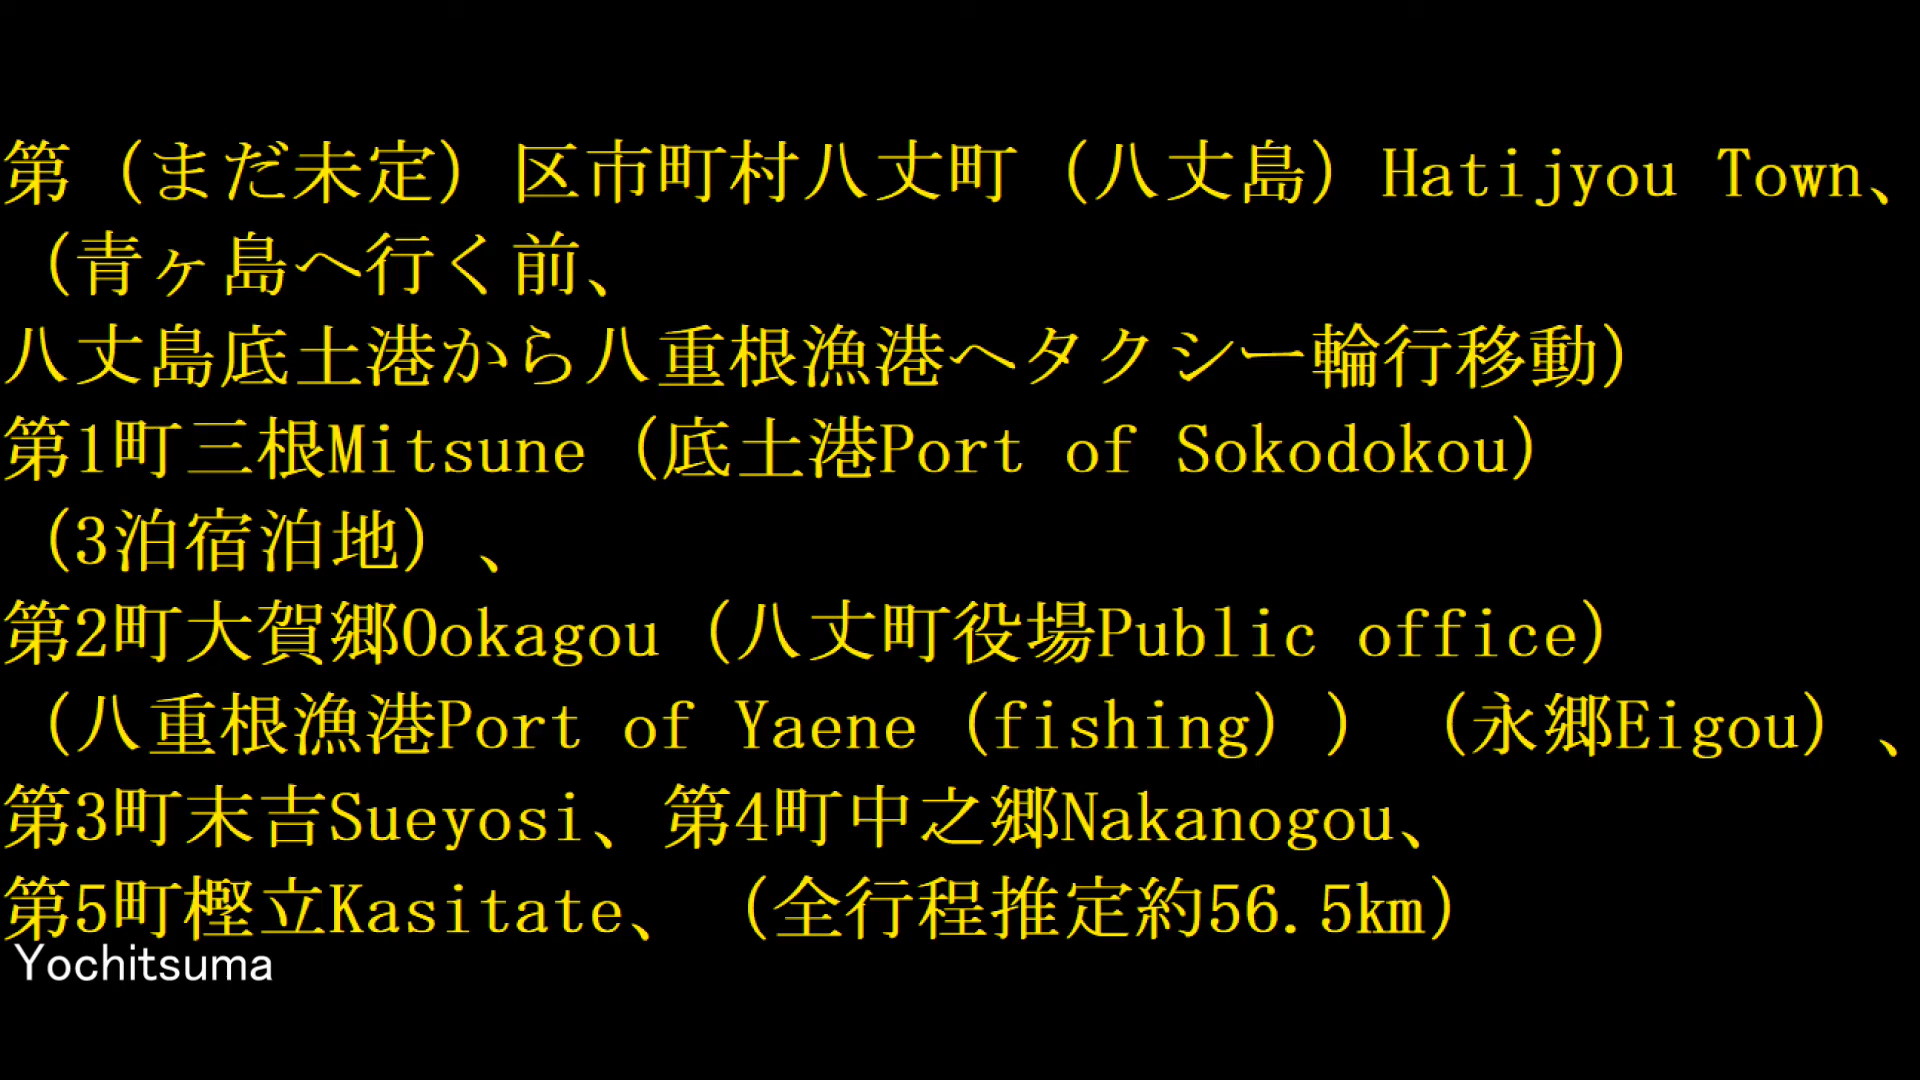 第（まだ未定）区市町村八丈町（八丈島）Hatijyou Town、
（青ヶ島へ行く前、
八丈島底土港から八重根漁港へタクシー輪行移動）
第1町三根Mitsune（底土港Port of Sokodokou）
（3泊宿泊地）、
第2町大賀郷Ookagou（八丈町役場Public office）
（八重根漁港Port of Yaene（fishing））（永郷Eigou）、
第3町末吉Sueyosi、第4町中之郷Nakanogou、
第5町樫立Kasitate、（全行程推定約56.5km）
Yochitsuma